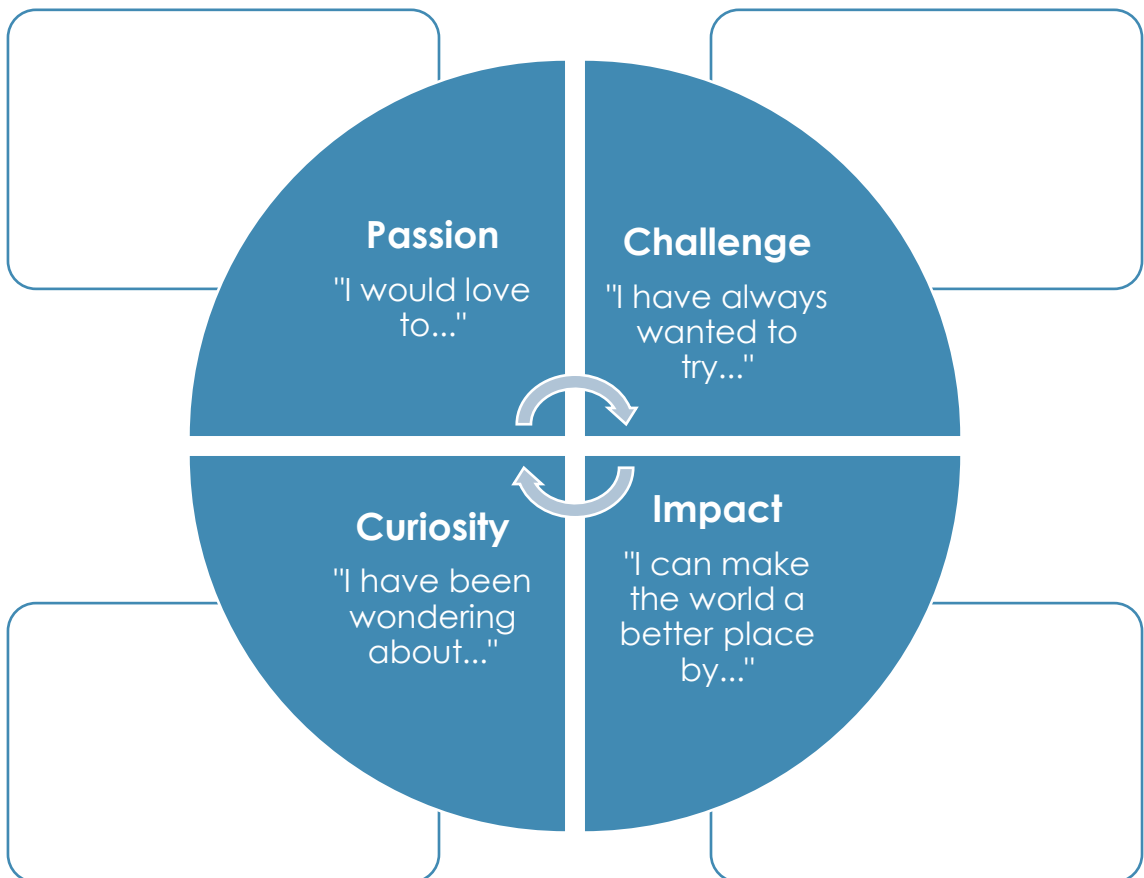 Passion
"I would love
to..."
Challenge
"I have always
wanted to
try..."
Curiosity
"I have been
wondering
about..."
Impact
"I can make
the world a
better place
by..."